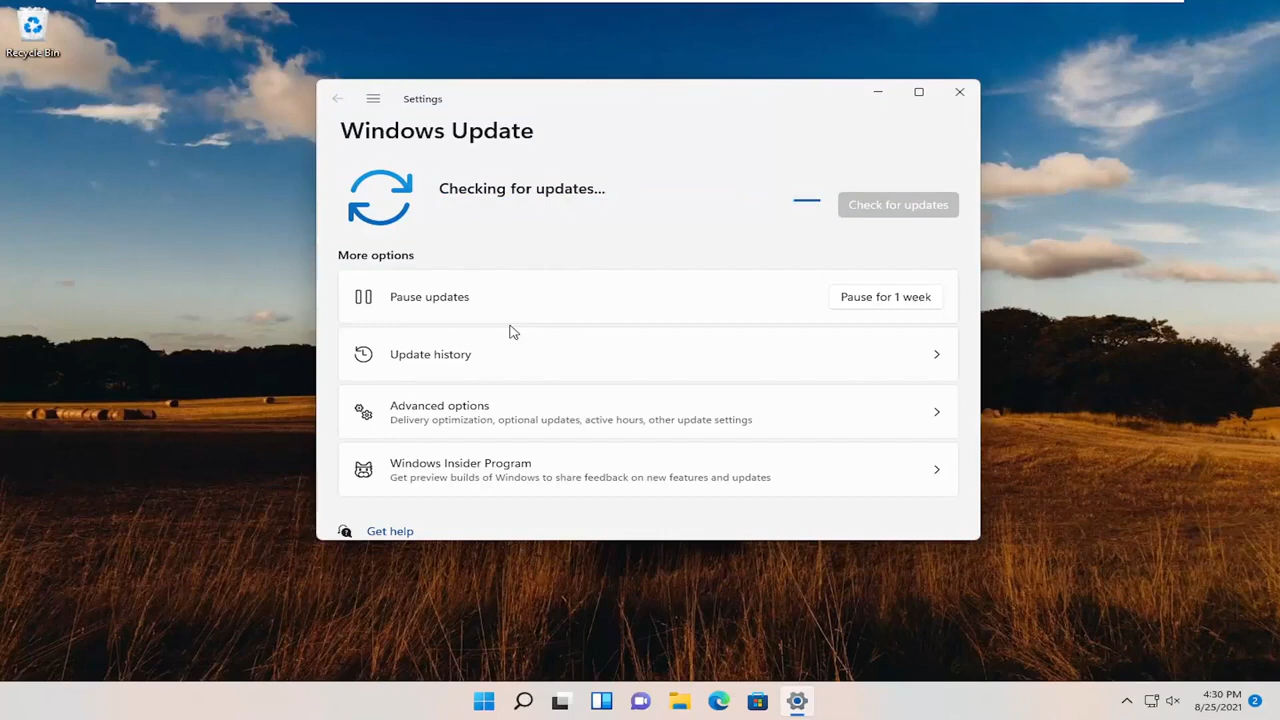 Recycle Bin
Settings
Windows Update
Checking for updates...
Check for updates
More options
Pause updates
Pause for 1 week
Update history
Advanced options
Delivery optimization, optional updates, active hours, other update settings
Windows Insider Program
Get preview builds of Windows to share feedback on new features and updates
Get help
4:30 PM
8/25/2021
2